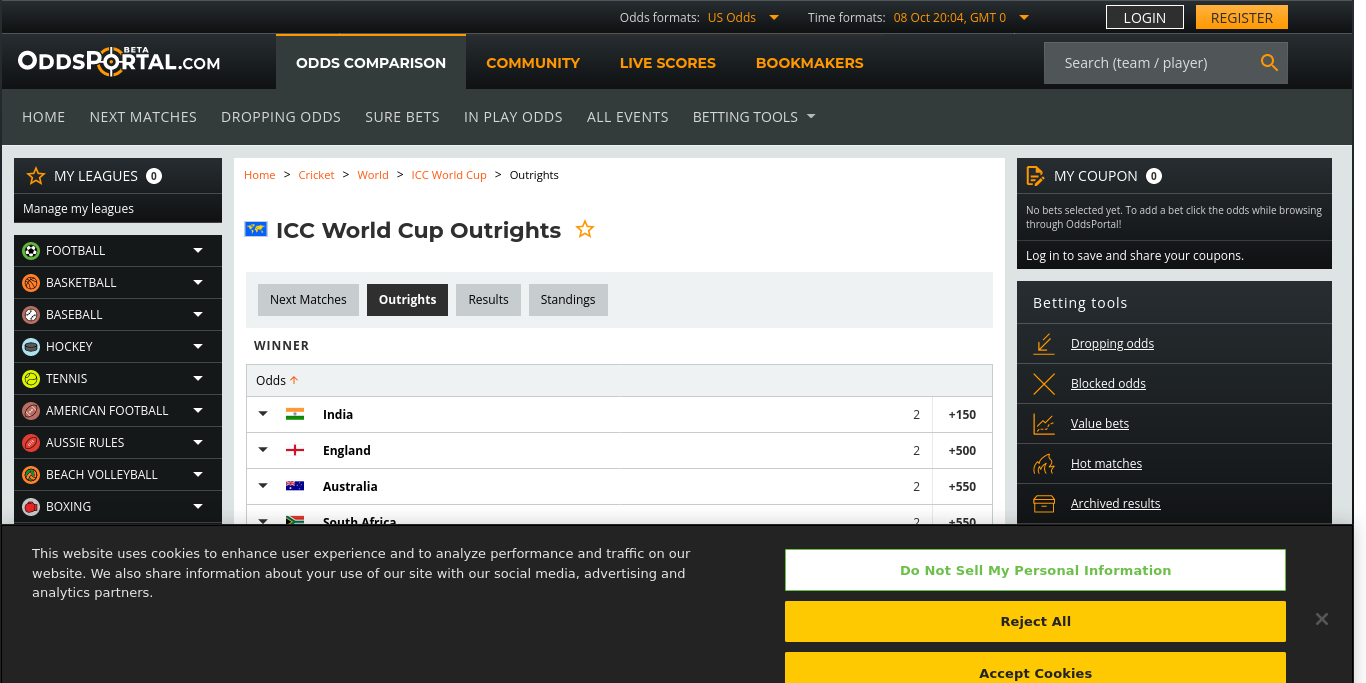 Odds formats: US Odds Time formats: 08 Oct 20:04, GMT 0 LOGIN REGISTER
ODDSPORTAL.COM BETA ODDS COMPARISON COMMUNITY LIVE SCORES BOOKMAKERS Search (team / player)
HOME NEXT MATCHES DROPPING ODDS SURE BETS IN PLAY ODDS ALL EVENTS BETTING TOOLS
MY LEAGUES 0
Manage my leagues
FOOTBALL
BASKETBALL
BASEBALL
HOCKEY
TENNIS
AMERICAN FOOTBALL
AUSSIE RULES
BEACH VOLLEYBALL
BOXING
Home > Cricket > World > ICC World Cup > Outrights
ICC World Cup Outrights
Next Matches Outrights Results Standings
WINNER
Odds
India 2 +150
England 2 +500
Australia 2 +550
South Africa 2 +550
MY COUPON 0
No bets selected yet. To add a bet click the odds while browsing
through OddsPortal!
Log in to save and share your coupons.
Betting tools
Dropping odds
Blocked odds
Value bets
Hot matches
Archived results
This website uses cookies to enhance user experience and to analyze performance and traffic on our
website. We also share information about your use of our site with our social media, advertising and
analytics partners.
Do Not Sell My Personal Information
Reject All
Accept Cookies